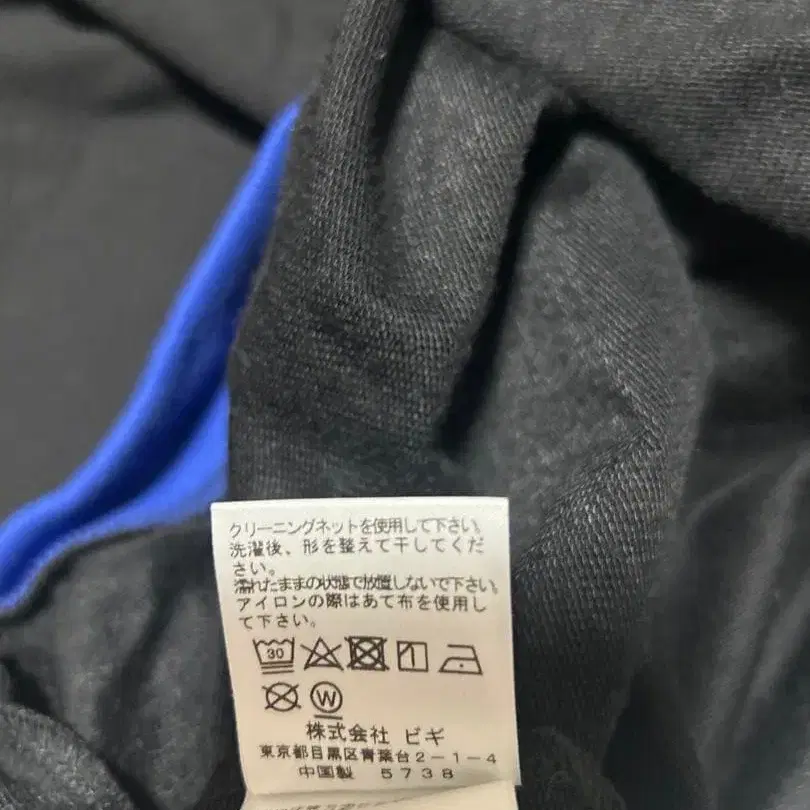 クリーニングネットを使用して下さい。
洗濯後、形を整えて干してくだ
さい。
濡れたままの状態で放置しないで下さい。
アイロンの際はあて布を使用し
て下さい。
30
W
株式会社 ビギ
東京都目黒区青葉台2-1-4
中国製 5738